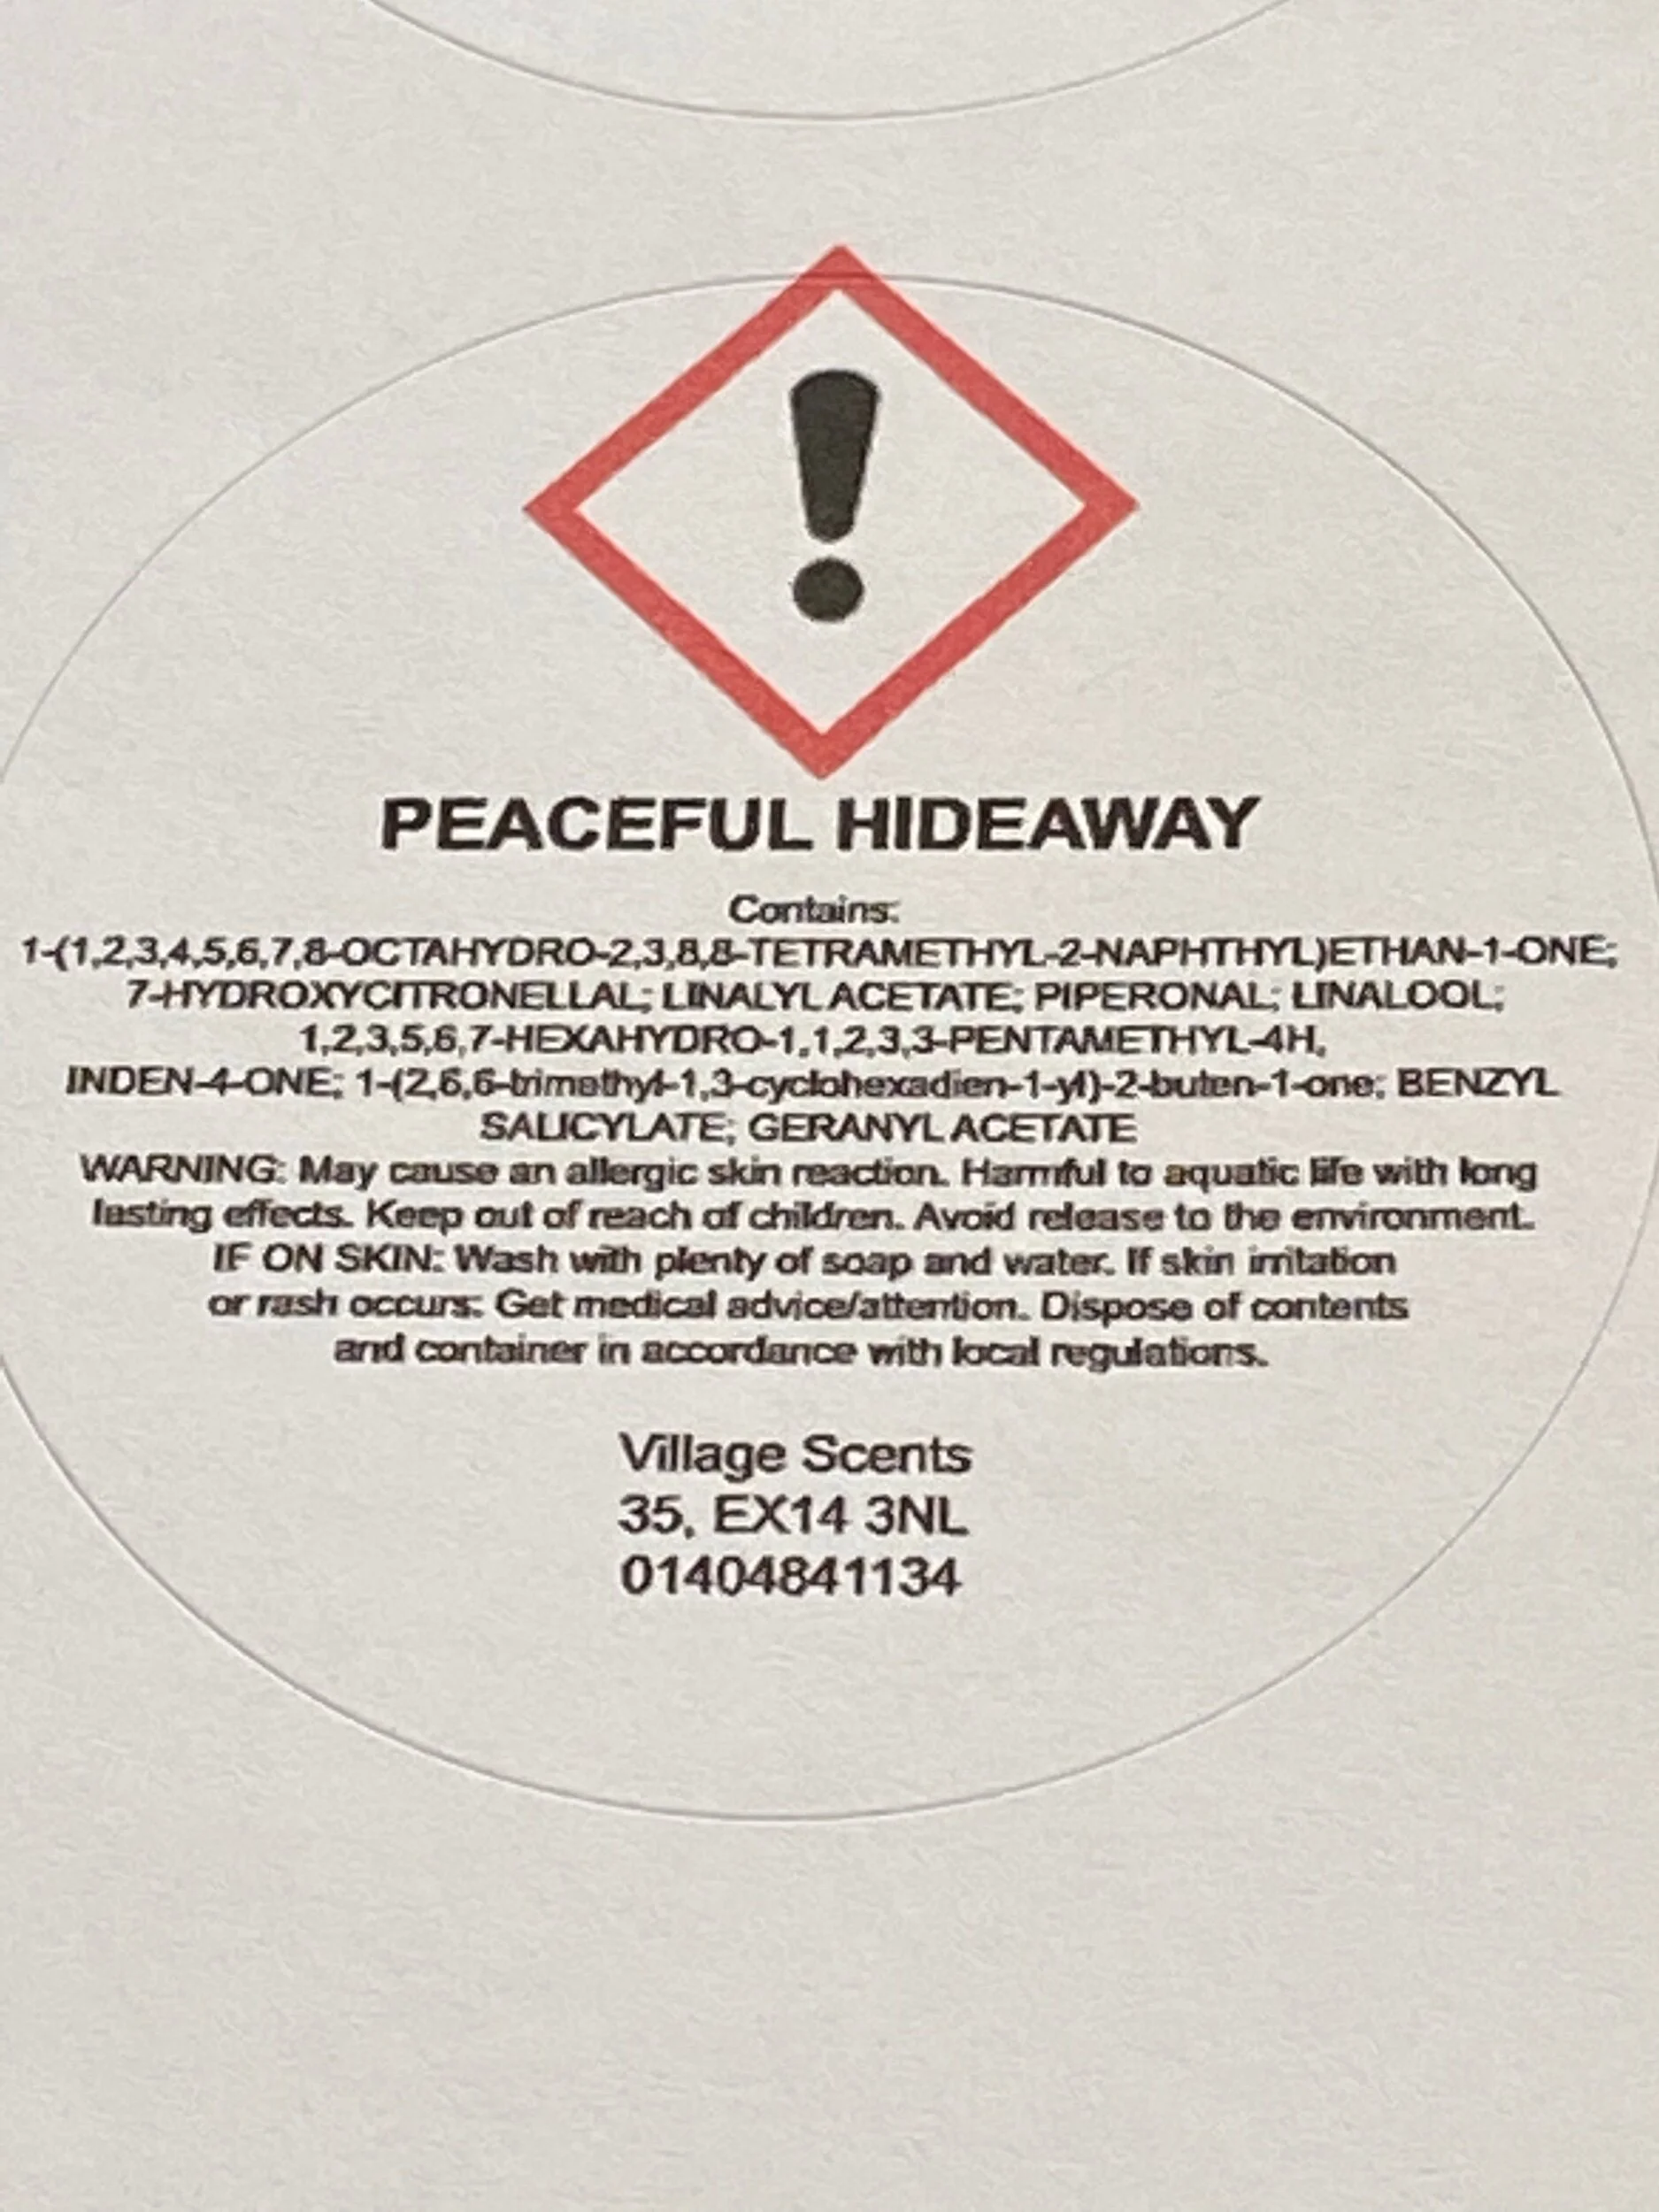 PEACEFUL HIDEAWAY
Contains:
1-(1,2,3,4,5,6,7,8-OCTAHYDRO-2,3,8,8-TETRAMETHYL-2-NAPHTHYL)ETHAN-1-ONE;
7-HYDROXYCITRONELLAL; LINALYL ACETATE; PIPERONAL; LINALOOL;
1,2,3,5,6,7-HEXAHYDRO-1,1,2,3,3-PENTAMETHYL-4H,
INDEN-4-ONE; 1-(2,6,6-trimethyl-1,3-cyclohexadien-1-yl)-2-buten-1-one; BENZYL
SALICYLATE; GERANYL ACETATE
WARNING: May cause an allergic skin reaction. Harmful to aquatic life with long
lasting effects. Keep out of reach of children. Avoid release to the environment.
IF ON SKIN: Wash with plenty of soap and water. If skin irritation
or rash occurs: Get medical advice/attention. Dispose of contents
and container in accordance with local regulations.
Village Scents
35, EX14 3NL
01404841134